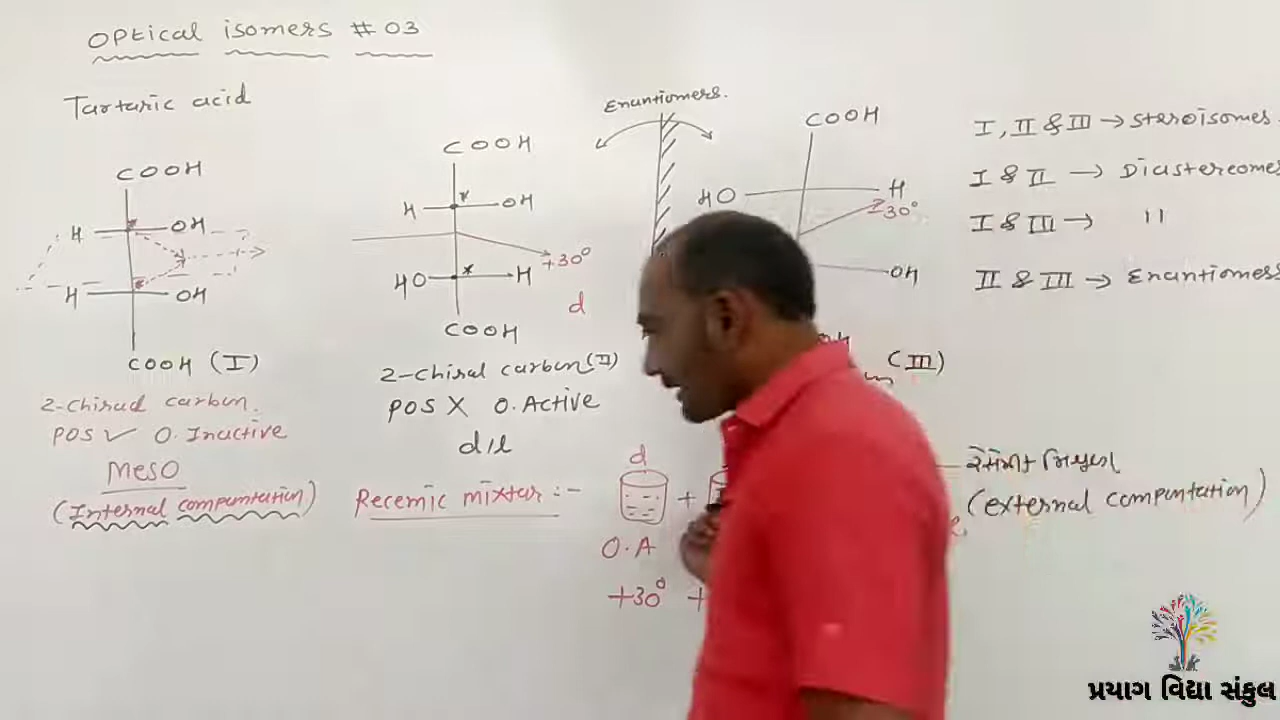 OPtical isomers # 03
Tartaric acid
COOH
H OH
H OH
COOH (I)
2-chiral carbon.
POS ✓ O. Inactive
Meso
(Internal compentation)
COOH
H * OH
+30°
HO * H
d
COOH
2-chiral carbon (II)
POS X O. Active
d/l
Enantiomers.
COOH
HO H
-30°
OH
(III)
I, II & III → Steroisomes.
I & II → Diastereome
I & III → "
II & III → Enantiomess
Recemic mixtar :-
d
+
O.A
+30° +
(external compentation)
JK
પ્રયાગ વિદ્યા સંકુલ